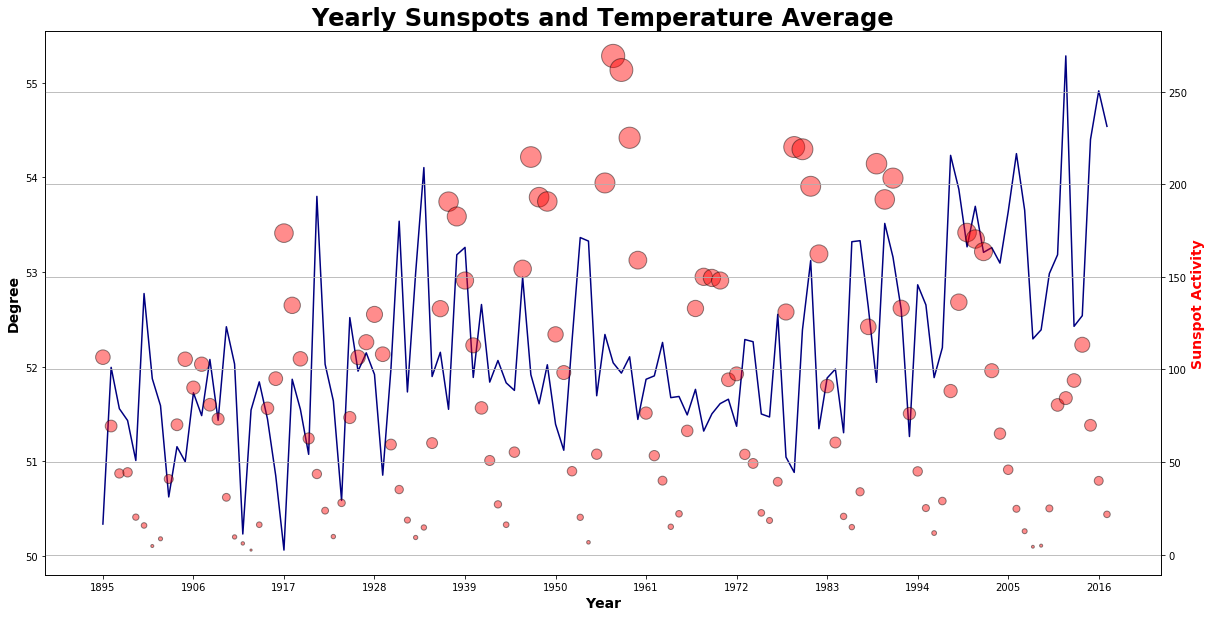 Yearly Sunspots and Temperature Average
55
54
53
52
51
50
Degree
250
200
150
100
50
0
Sunspot Activity
1895 1906 1917 1928 1939 1950 1961 1972 1983 1994 2005 2016
Year